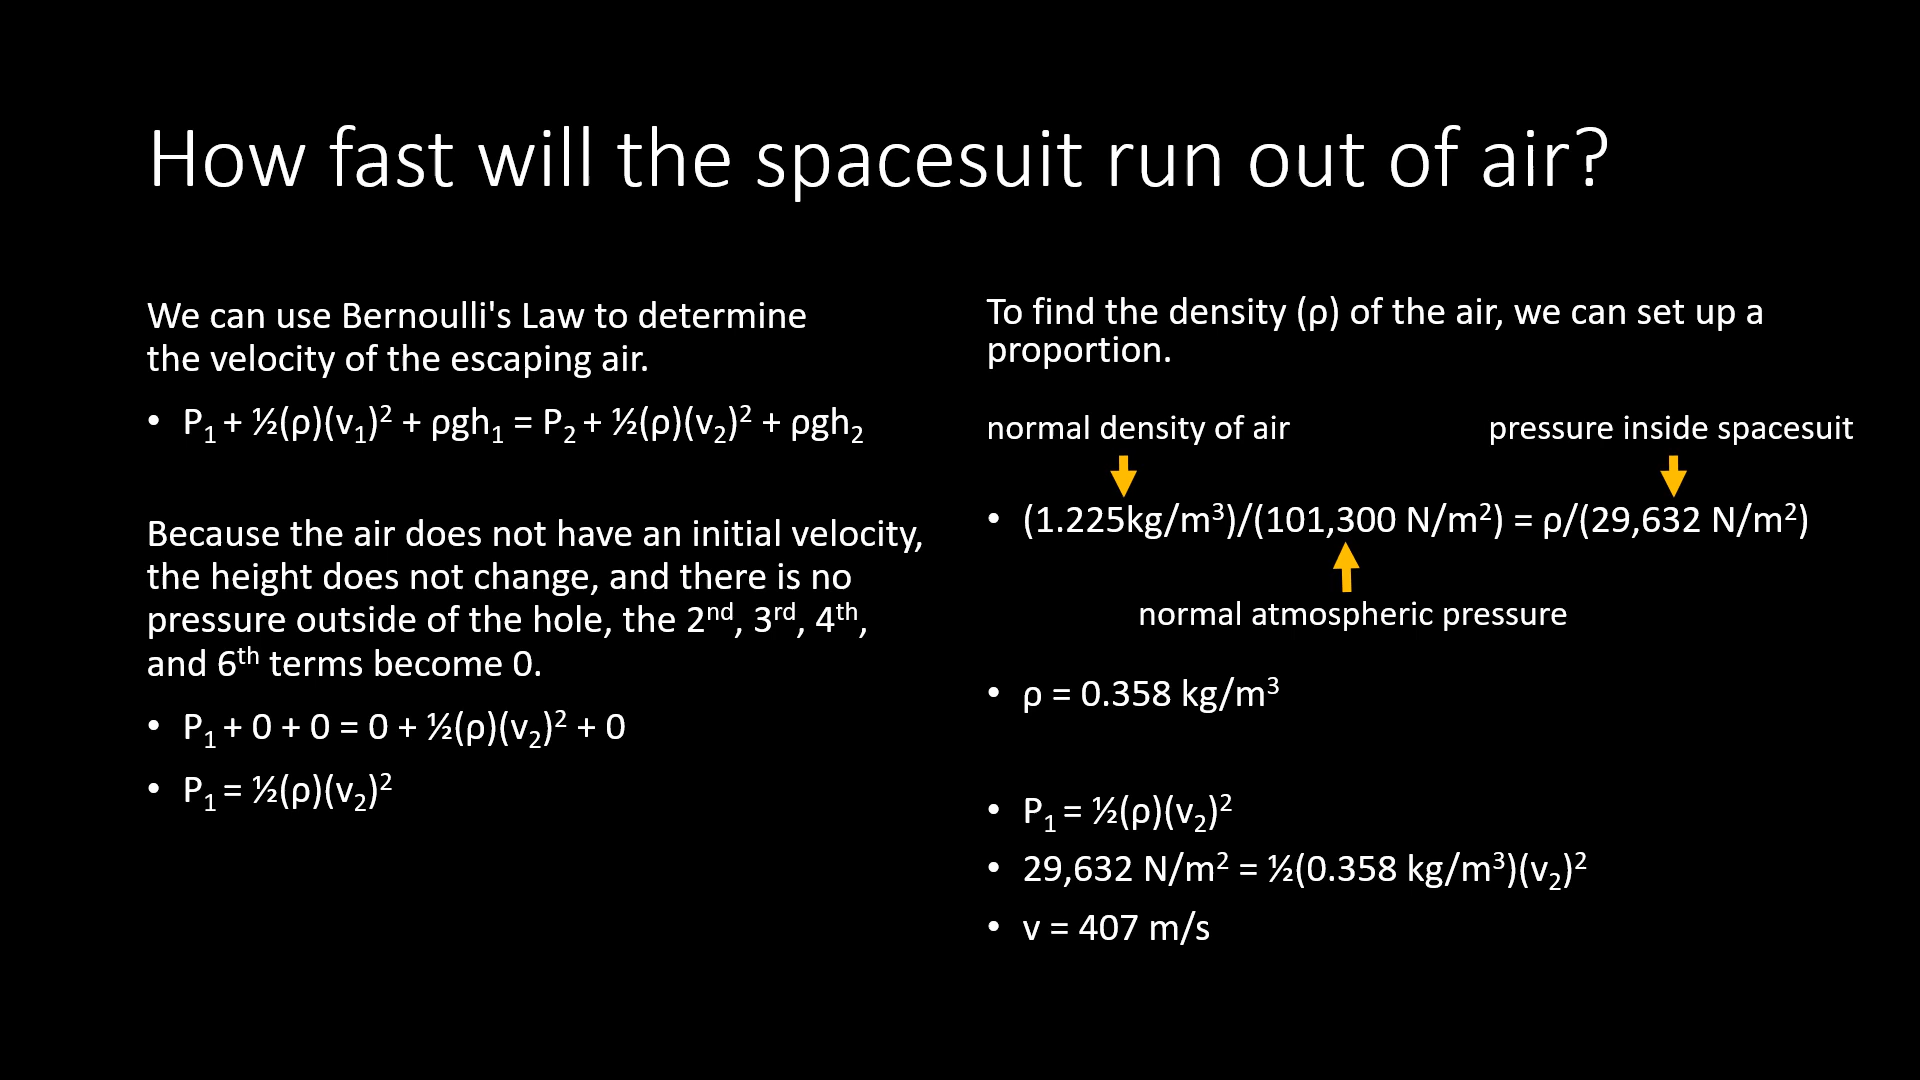 How fast will the spacesuit run out of air?
We can use Bernoulli's Law to determine
the velocity of the escaping air.
• P₁ + ½(ρ)(v₁)² + ρgh₁ = P₂ + ½(ρ)(v₂)² + ρgh₂
Because the air does not have an initial velocity,
the height does not change, and there is no
pressure outside of the hole, the 2ⁿᵈ, 3ʳᵈ, 4ᵗʰ,
and 6ᵗʰ terms become 0.
• P₁ + 0 + 0 = 0 + ½(ρ)(v₂)² + 0
• P₁ = ½(ρ)(v₂)²
To find the density (ρ) of the air, we can set up a
proportion.
normal density of air
pressure inside spacesuit
• (1.225kg/m³)/(101,300 N/m²) = ρ/(29,632 N/m²)
normal atmospheric pressure
• ρ = 0.358 kg/m³
• P₁ = ½(ρ)(v₂)²
• 29,632 N/m² = ½(0.358 kg/m³)(v₂)²
• v = 407 m/s